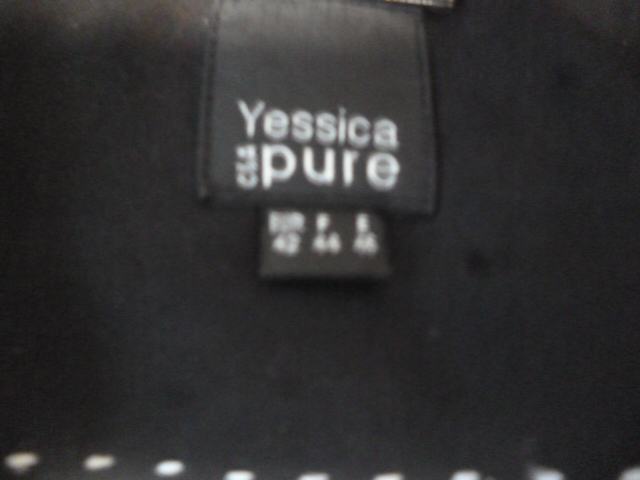 Yessica
C&A pure
EUR F E
42 44 46